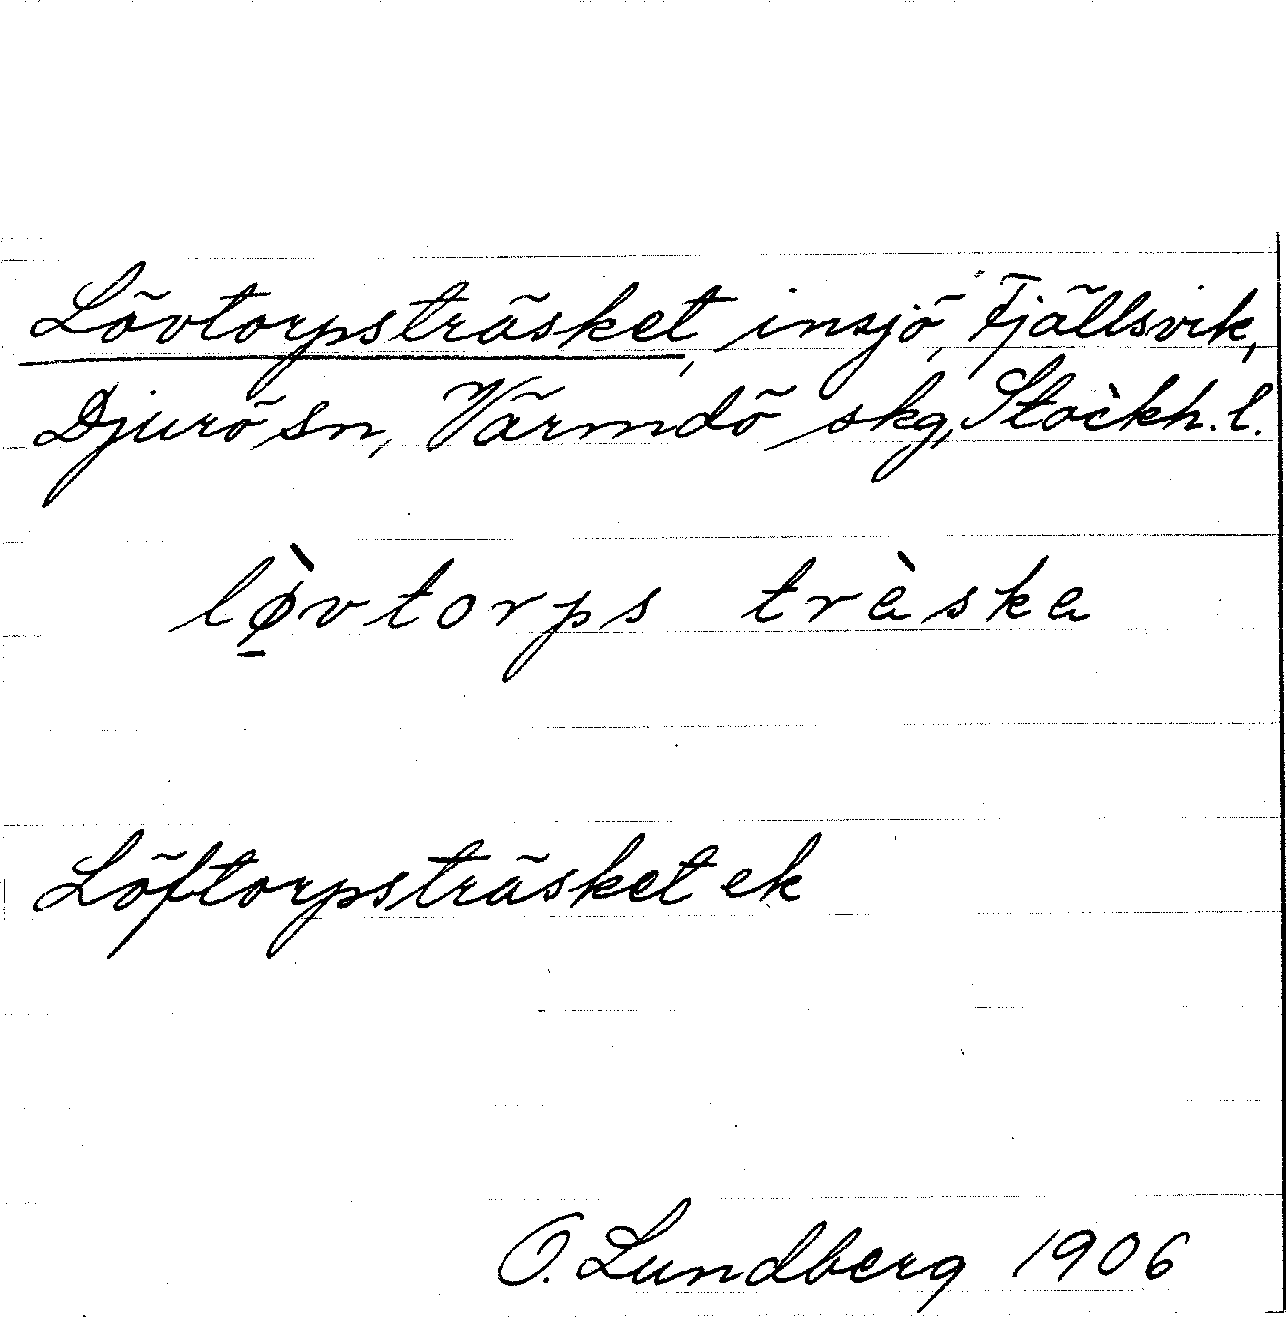 Lövtorpsträsket, insjö, Fjällsvik,
Djurö sn, Värmdö skg, Stockh. l.
lø̀vtorps trèska
Löftorpsträsket ek
O. Lundberg 1906